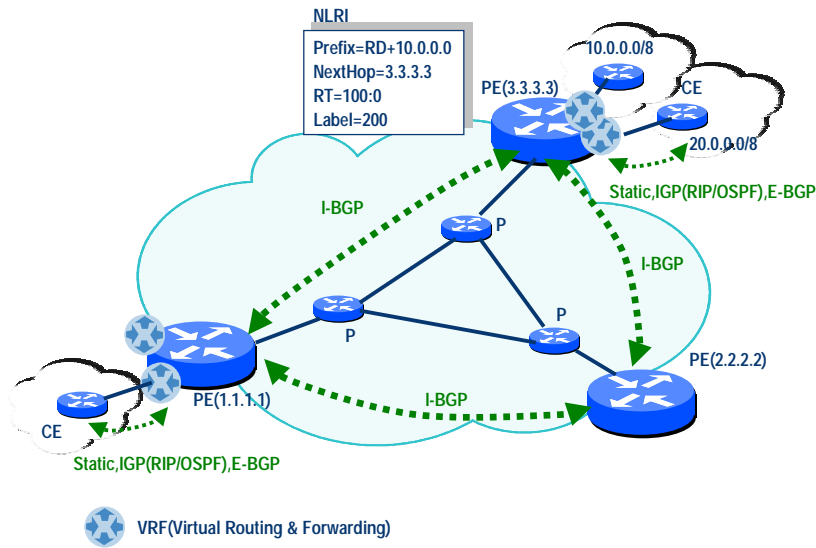 NLRI
Prefix=RD+10.0.0.0
NextHop=3.3.3.3
RT=100:0
Label=200
10.0.0.0/8
PE(3.3.3.3)
CE
20.0.0.0/8
Static,IGP(RIP/OSPF),E-BGP
I-BGP
P
I-BGP
P
P
PE(2.2.2.2)
I-BGP
PE(1.1.1.1)
CE
Static,IGP(RIP/OSPF),E-BGP
VRF(Virtual Routing & Forwarding)